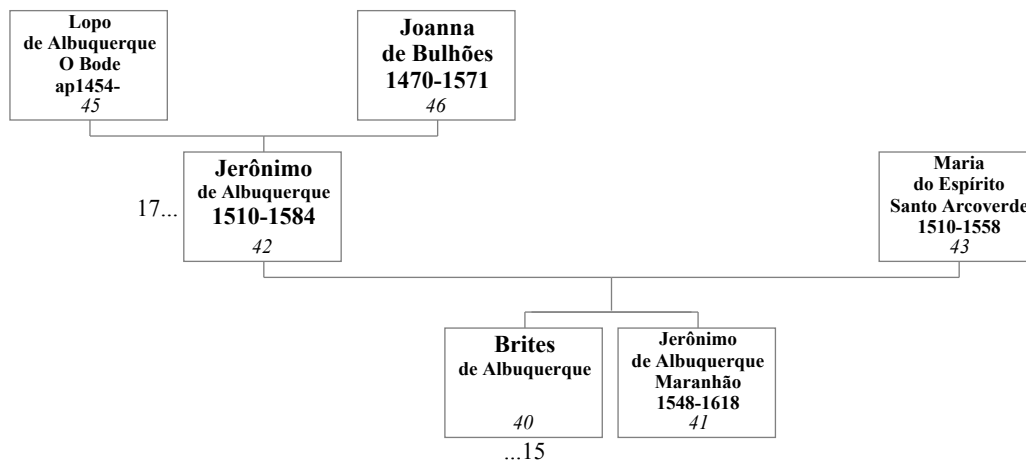 Lopo
de Albuquerque
O Bode
ap1454-
45
Joanna
de Bulhões
1470-1571
46
17...
Jerônimo
de Albuquerque
1510-1584
42
Maria
do Espírito
Santo Arcoverde
1510-1558
43
Brites
de Albuquerque
40
...15
Jerônimo
de Albuquerque
Maranhão
1548-1618
41